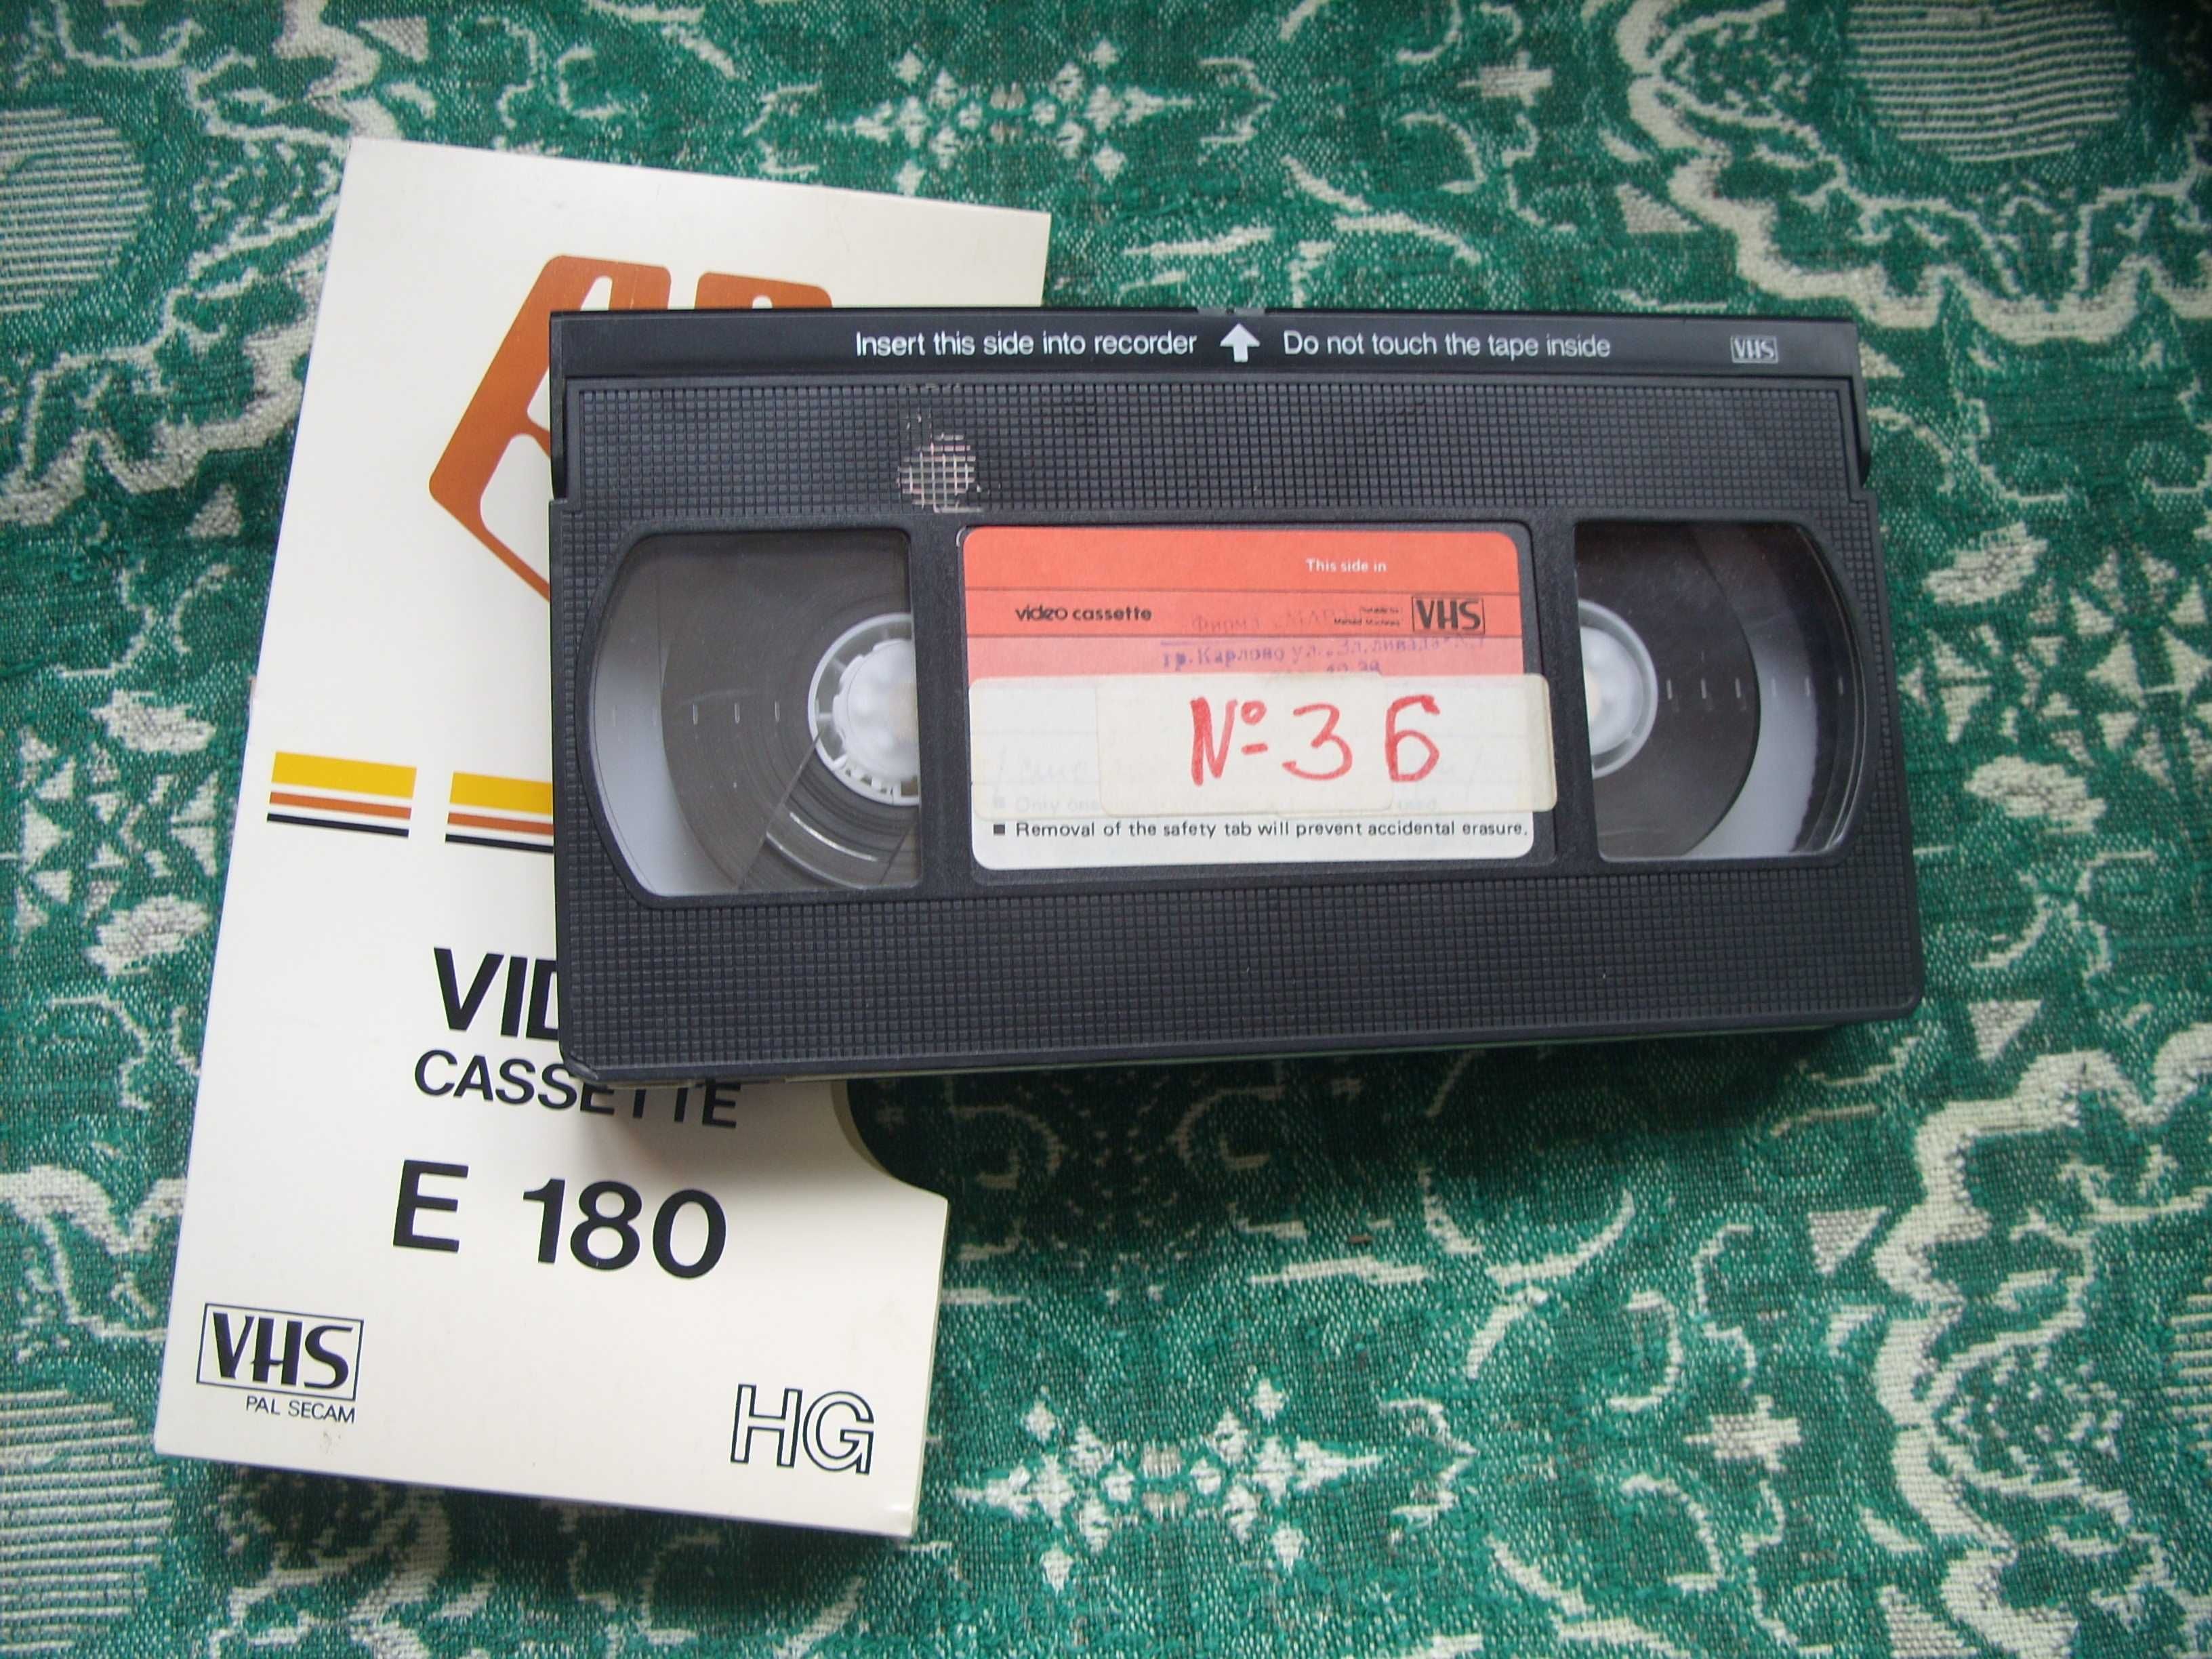 Insert this side into recorder Do not touch the tape inside VHS
This side in
video cassette VHS
гр. Карлово ул.
№ 36
Removal of the safety tab will prevent accidental erasure.
CASSETTE
E 180
VHS
PAL SECAM
HG